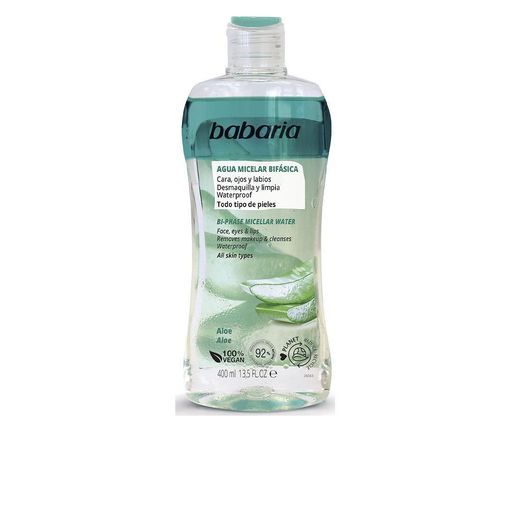 babaria
AGUA MICELAR BIFÁSICA
Cara, ojos y labios
Desmaquilla y limpia
Waterproof
Todo tipo de pieles
BI-PHASE MICELLAR WATER
Face, eyes & lips
Removes makeup & cleanses
Waterproof
All skin types
Aloe
Aloe
100% VEGAN
92%
PLANET
400 ml 13,5 FL OZ ℮